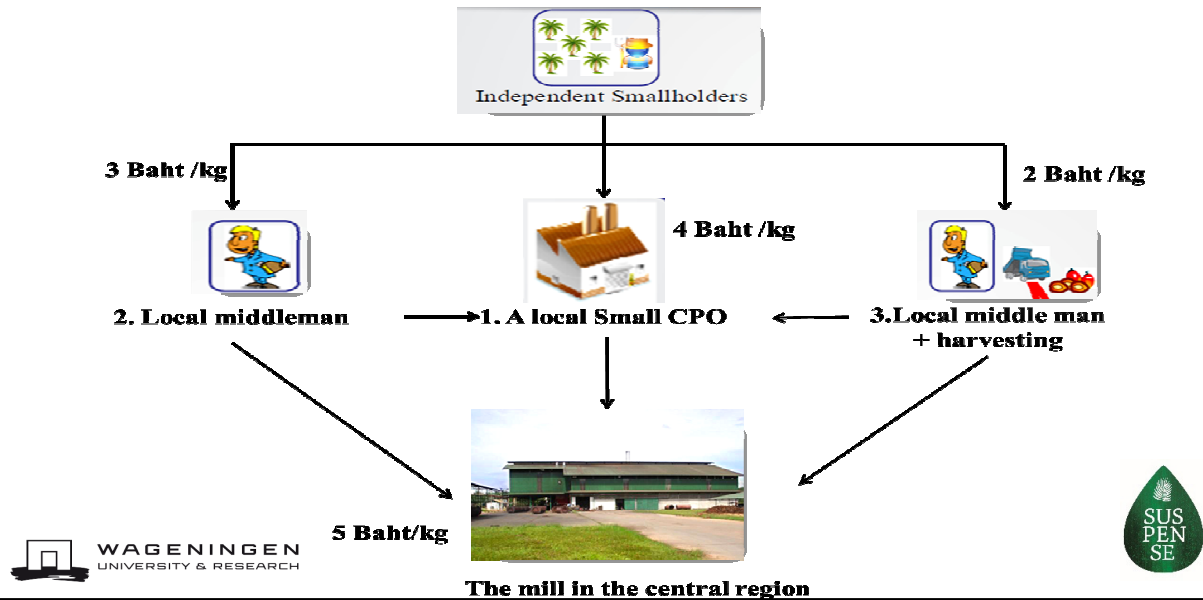 Independent Smallholders
3 Baht /kg
2 Baht /kg
4 Baht /kg
2. Local middleman
1. A local Small CPO
3.Local middle man
+ harvesting
5 Baht/kg
The mill in the central region
WAGENINGEN
UNIVERSITY & RESEARCH
SUS
PEN
SE